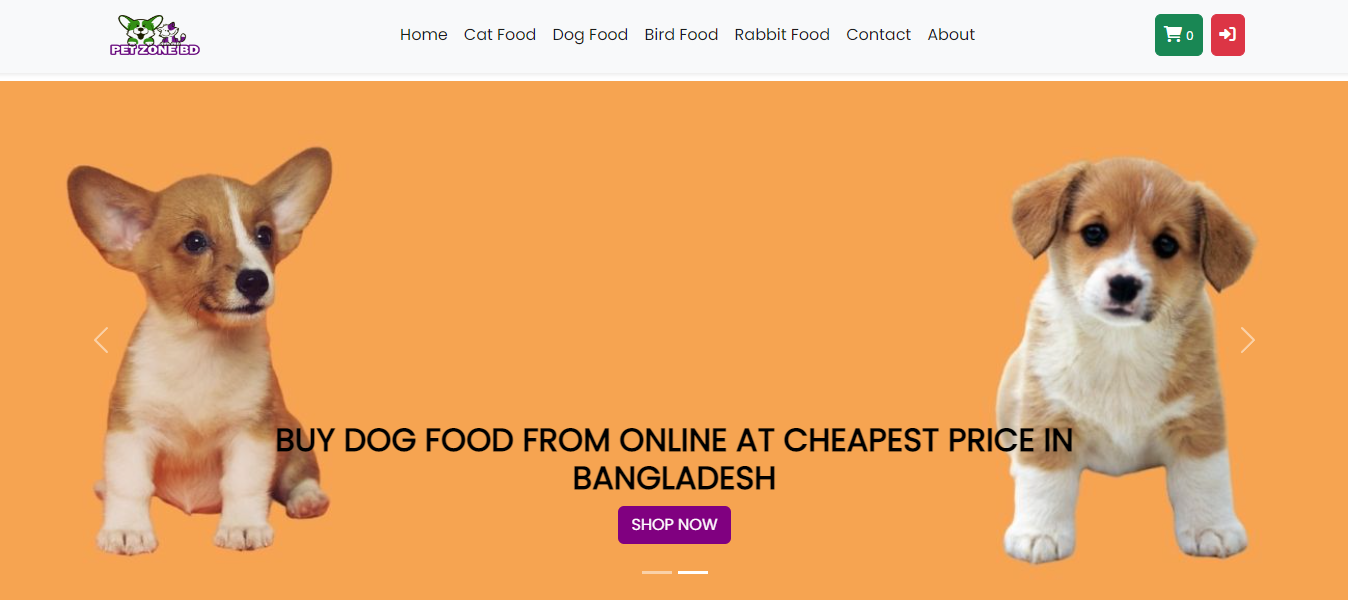 PET ZONE BD
Home Cat Food Dog Food Bird Food Rabbit Food Contact About
0
BUY DOG FOOD FROM ONLINE AT CHEAPEST PRICE IN
BANGLADESH
SHOP NOW